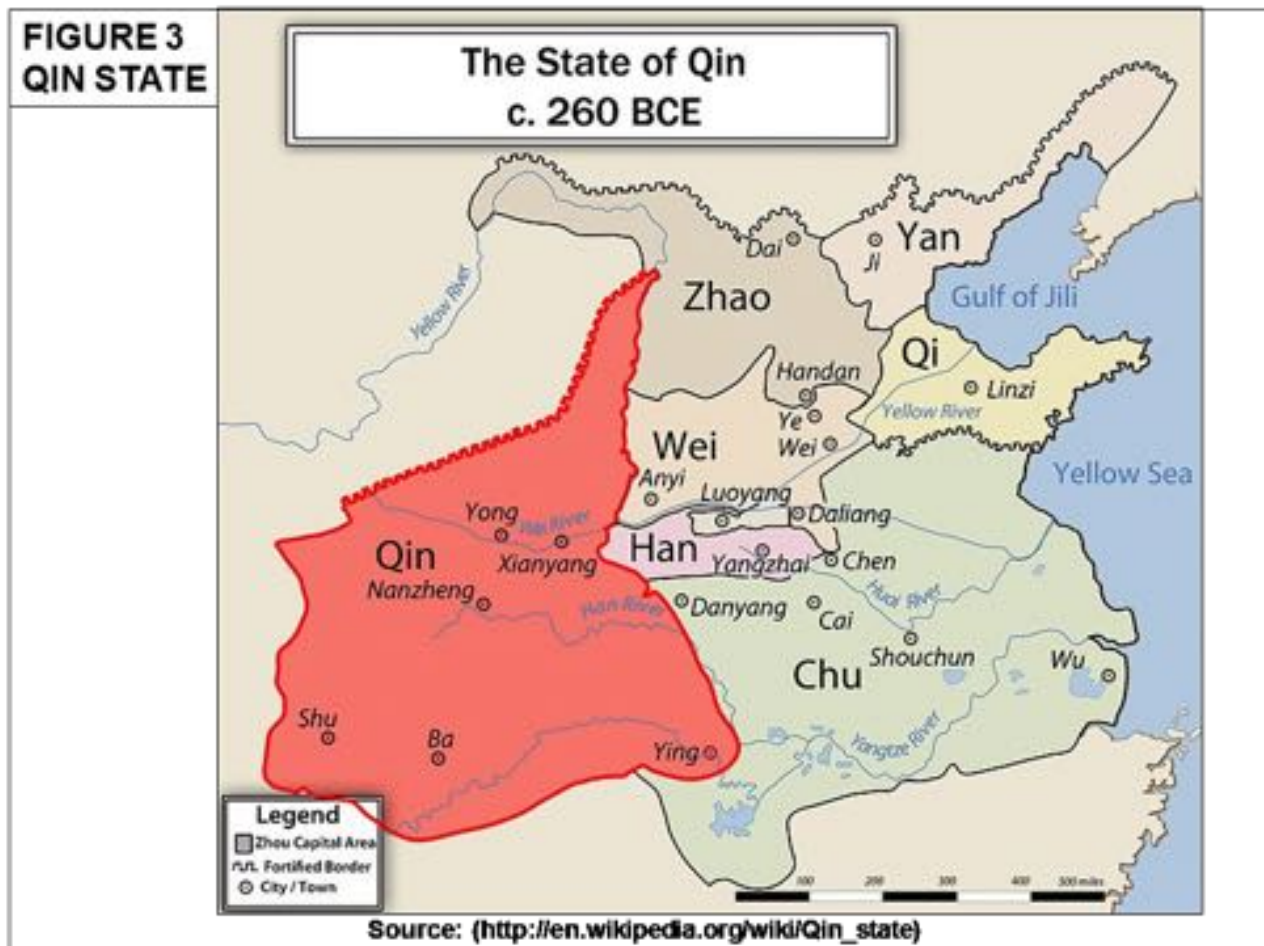 FIGURE 3
QIN STATE
The State of Qin
c. 260 BCE
Dai
Ji
Yan
Zhao
Gulf of Jili
Yellow River
Qi
Linzi
Handan
Yellow River
Ye
Wei
Wei
Yellow Sea
Anyi
Luoyang
Daliang
Yong
Wei River
Xianyang
Qin
Han
Yangzhai
Chen
Nanzheng
Han River
Danyang
Cai
Huai River
Shouchun
Wu
Chu
Shu
Ba
Ying
Yangtze River
Legend
Zhou Capital Area
Fortified Border
City / Town
100 200 300 400 500 miles
Source: (http://en.wikipedia.org/wiki/Qin_state)